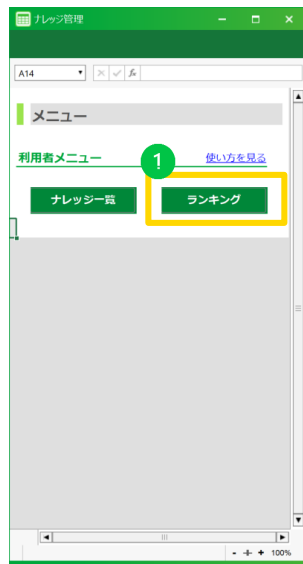 ナレッジ管理
A14
fx
メニュー
利用者メニュー
1
使い方を見る
ナレッジ一覧
ランキング
100%